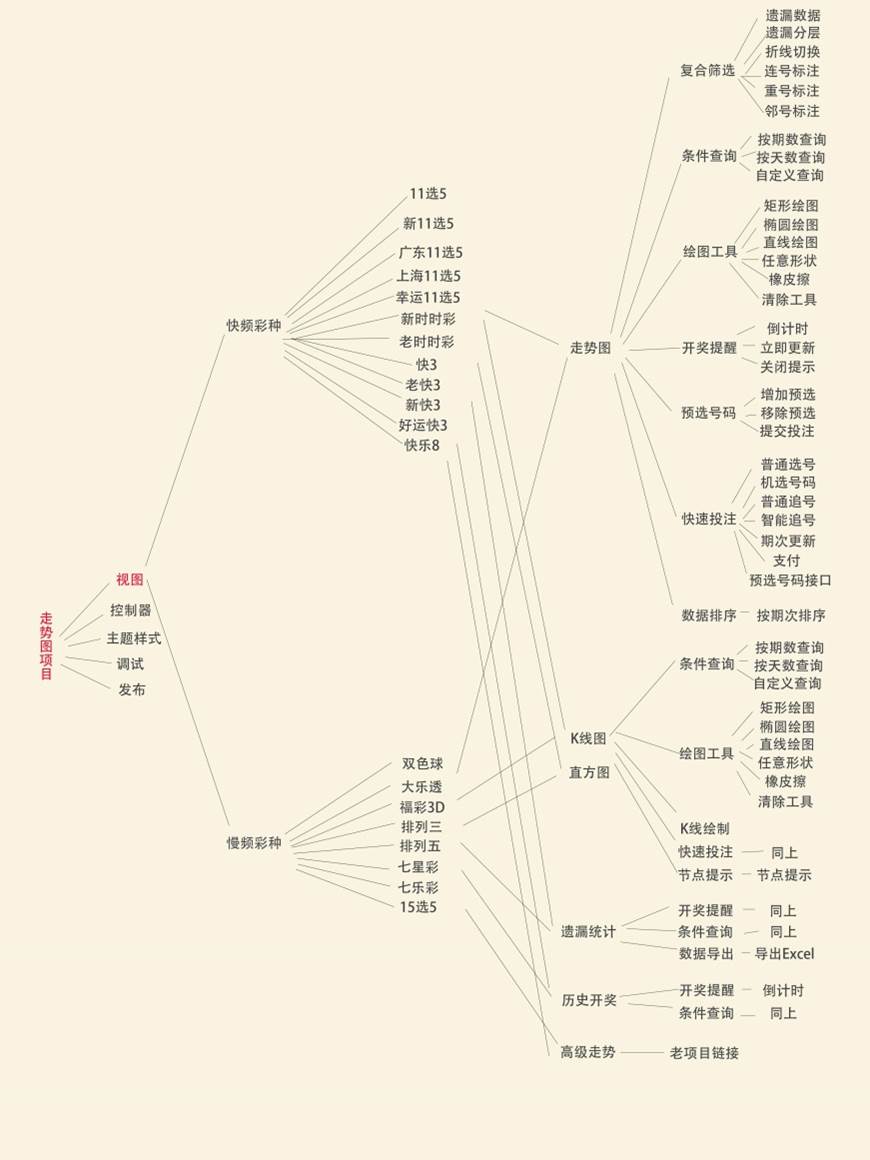 走势图项目
视图
控制器
主题样式
调试
发布
快频彩种
慢频彩种
11选5
新11选5
广东11选5
上海11选5
幸运11选5
新时时彩
老时时彩
快3
老快3
新快3
好运快3
快乐8
双色球
大乐透
福彩3D
排列三
排列五
七星彩
七乐彩
15选5
走势图
K线图
直方图
遗漏统计
历史开奖
高级走势
复合筛选
遗漏数据
遗漏分层
折线切换
连号标注
重号标注
邻号标注
条件查询
按期数查询
按天数查询
自定义查询
绘图工具
矩形绘图
椭圆绘图
直线绘图
任意形状
橡皮擦
清除工具
开奖提醒
倒计时
立即更新
关闭提示
预选号码
增加预选
移除预选
提交投注
快速投注
普通选号
机选号码
普通追号
智能追号
期次更新
支付
预选号码接口
数据排序
按期次排序
条件查询
按期数查询
按天数查询
自定义查询
绘图工具
矩形绘图
椭圆绘图
直线绘图
任意形状
橡皮擦
清除工具
K线绘制
快速投注
同上
节点提示
节点提示
开奖提醒
同上
条件查询
同上
数据导出
导出Excel
开奖提醒
倒计时
条件查询
同上
老项目链接